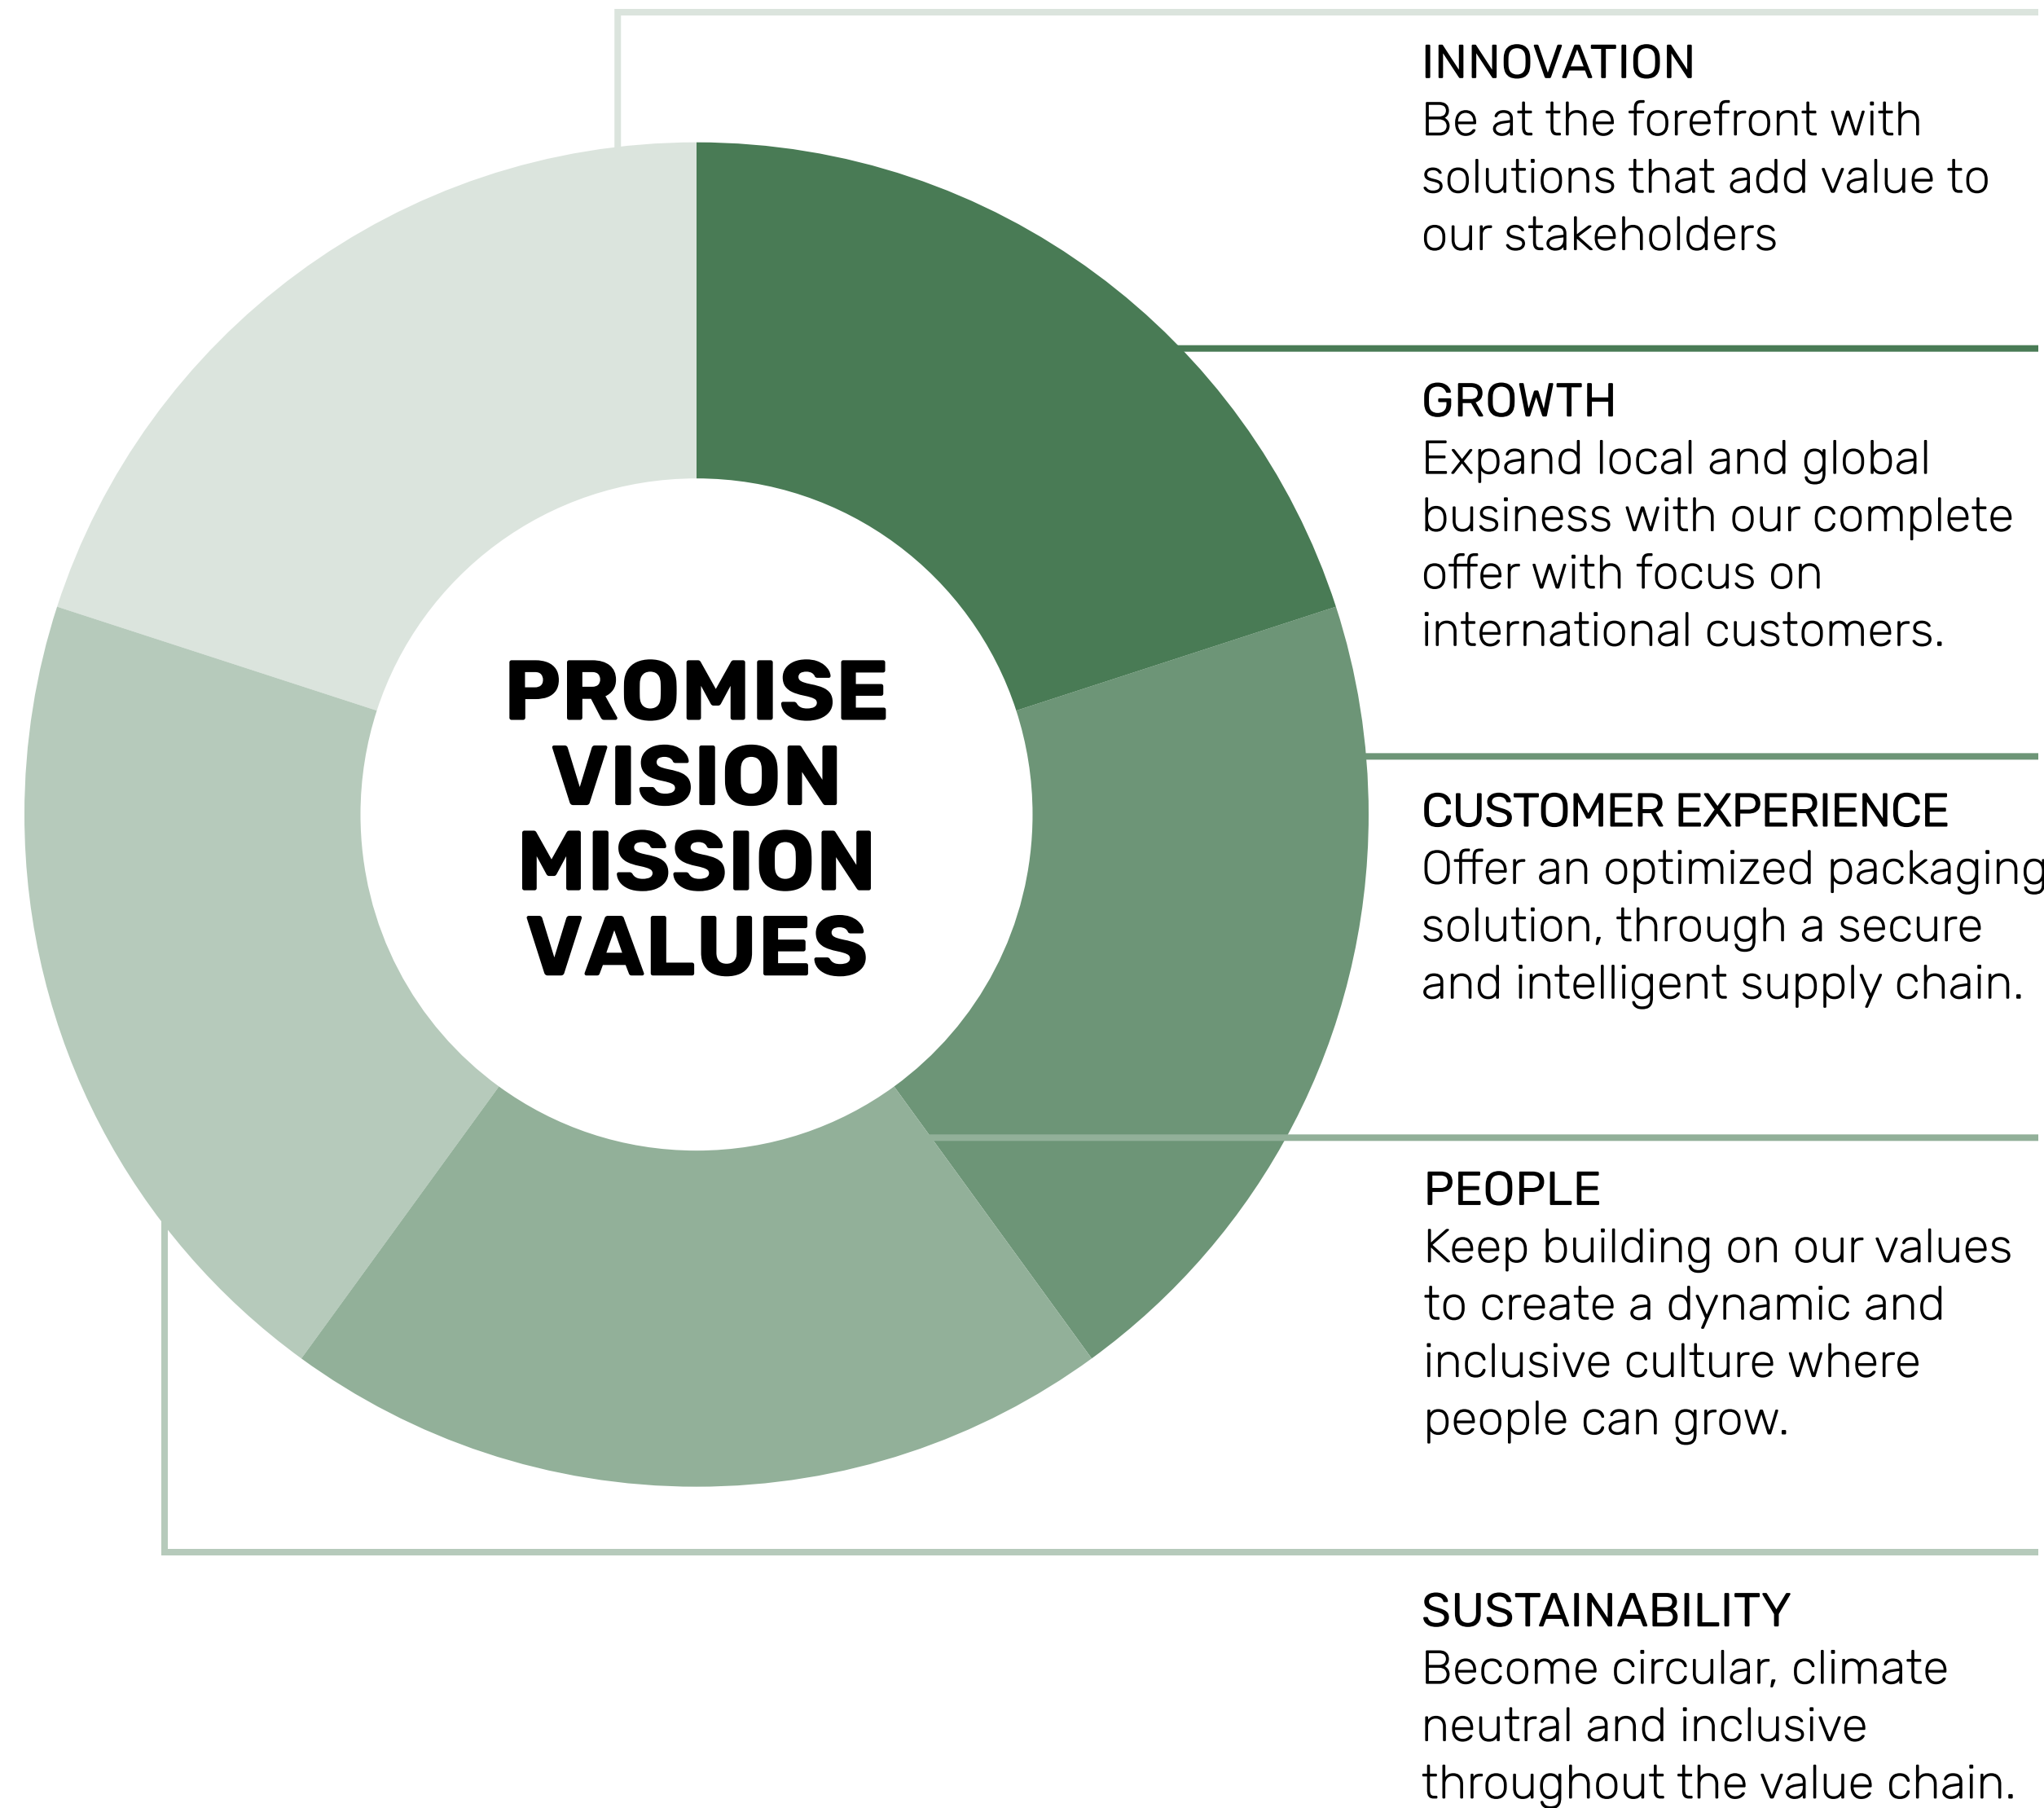 PROMISE
VISION
MISSION
VALUES
INNOVATION
Be at the forefront with
solutions that add value to
our stakeholders
GROWTH
Expand local and global
business with our complete
offer with focus on
international customers.
CUSTOMER EXPERIENCE
Offer an optimized packaging
solution, through a secure
and intelligent supply chain.
PEOPLE
Keep building on our values
to create a dynamic and
inclusive culture where
people can grow.
SUSTAINABILITY
Become circular, climate
neutral and inclusive
throughout the value chain.